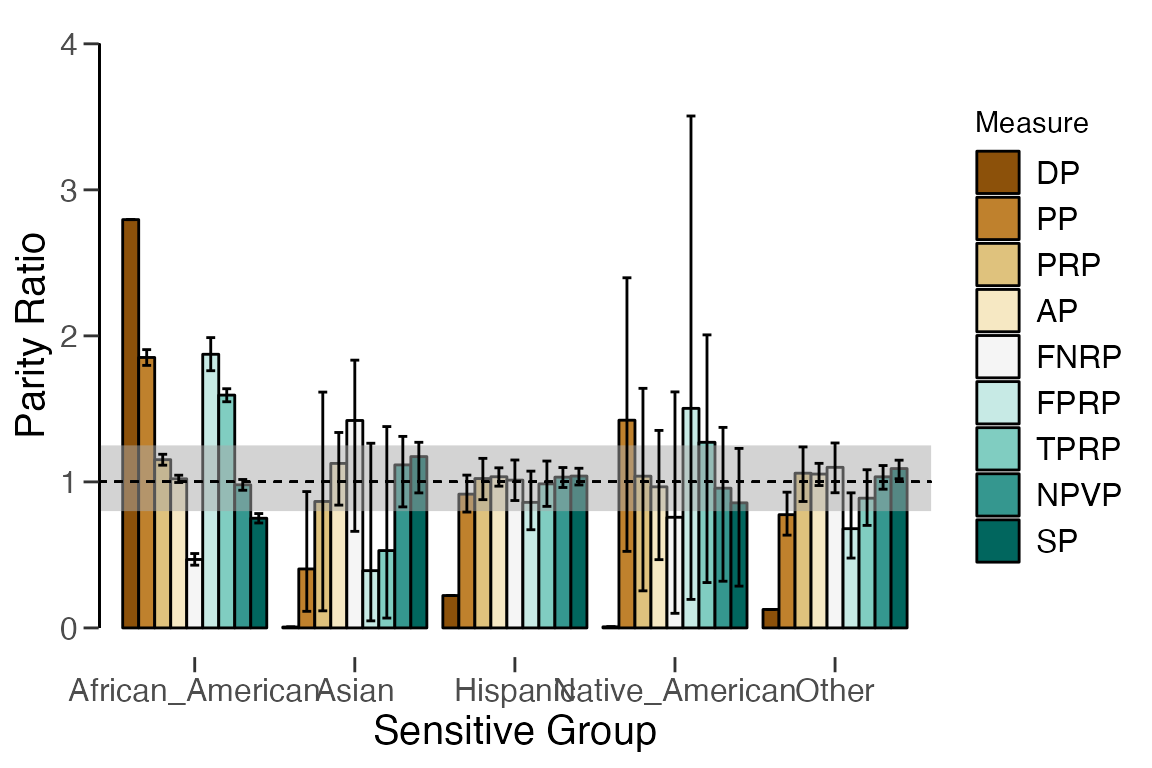 Parity Ratio
4
3
2
1
0
African_American
Asian
Hispanic
Native_American
Other
Sensitive Group
Measure
DP
PP
PRP
AP
FNRP
FPRP
TPRP
NPVP
SP